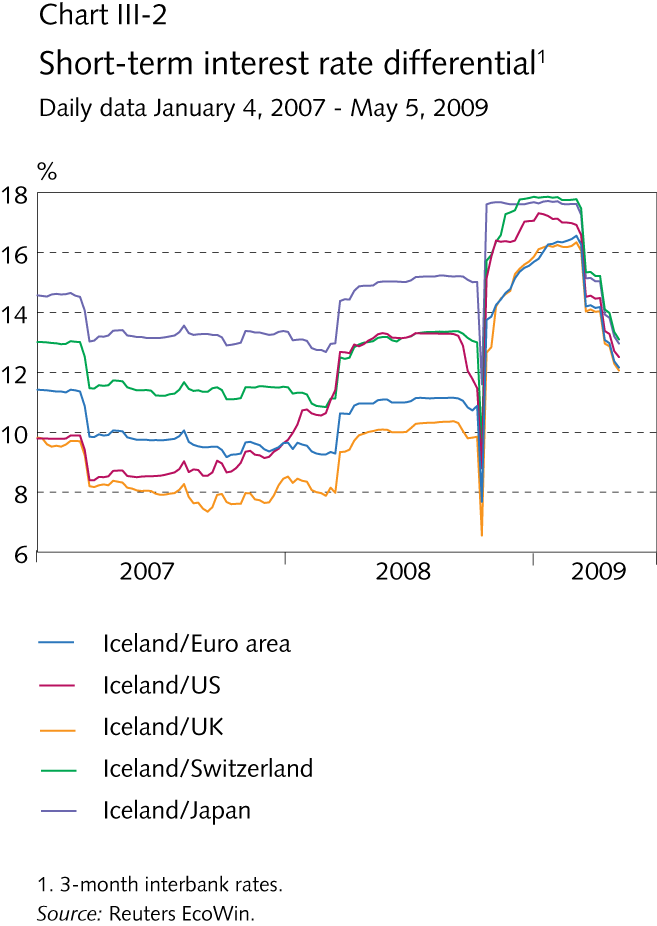 Chart III-2
Short-term interest rate differential¹
Daily data January 4, 2007 - May 5, 2009
%
18
16
14
12
10
8
6
2007 2008 2009
Iceland/Euro area
Iceland/US
Iceland/UK
Iceland/Switzerland
Iceland/Japan
1. 3-month interbank rates.
Source: Reuters EcoWin.